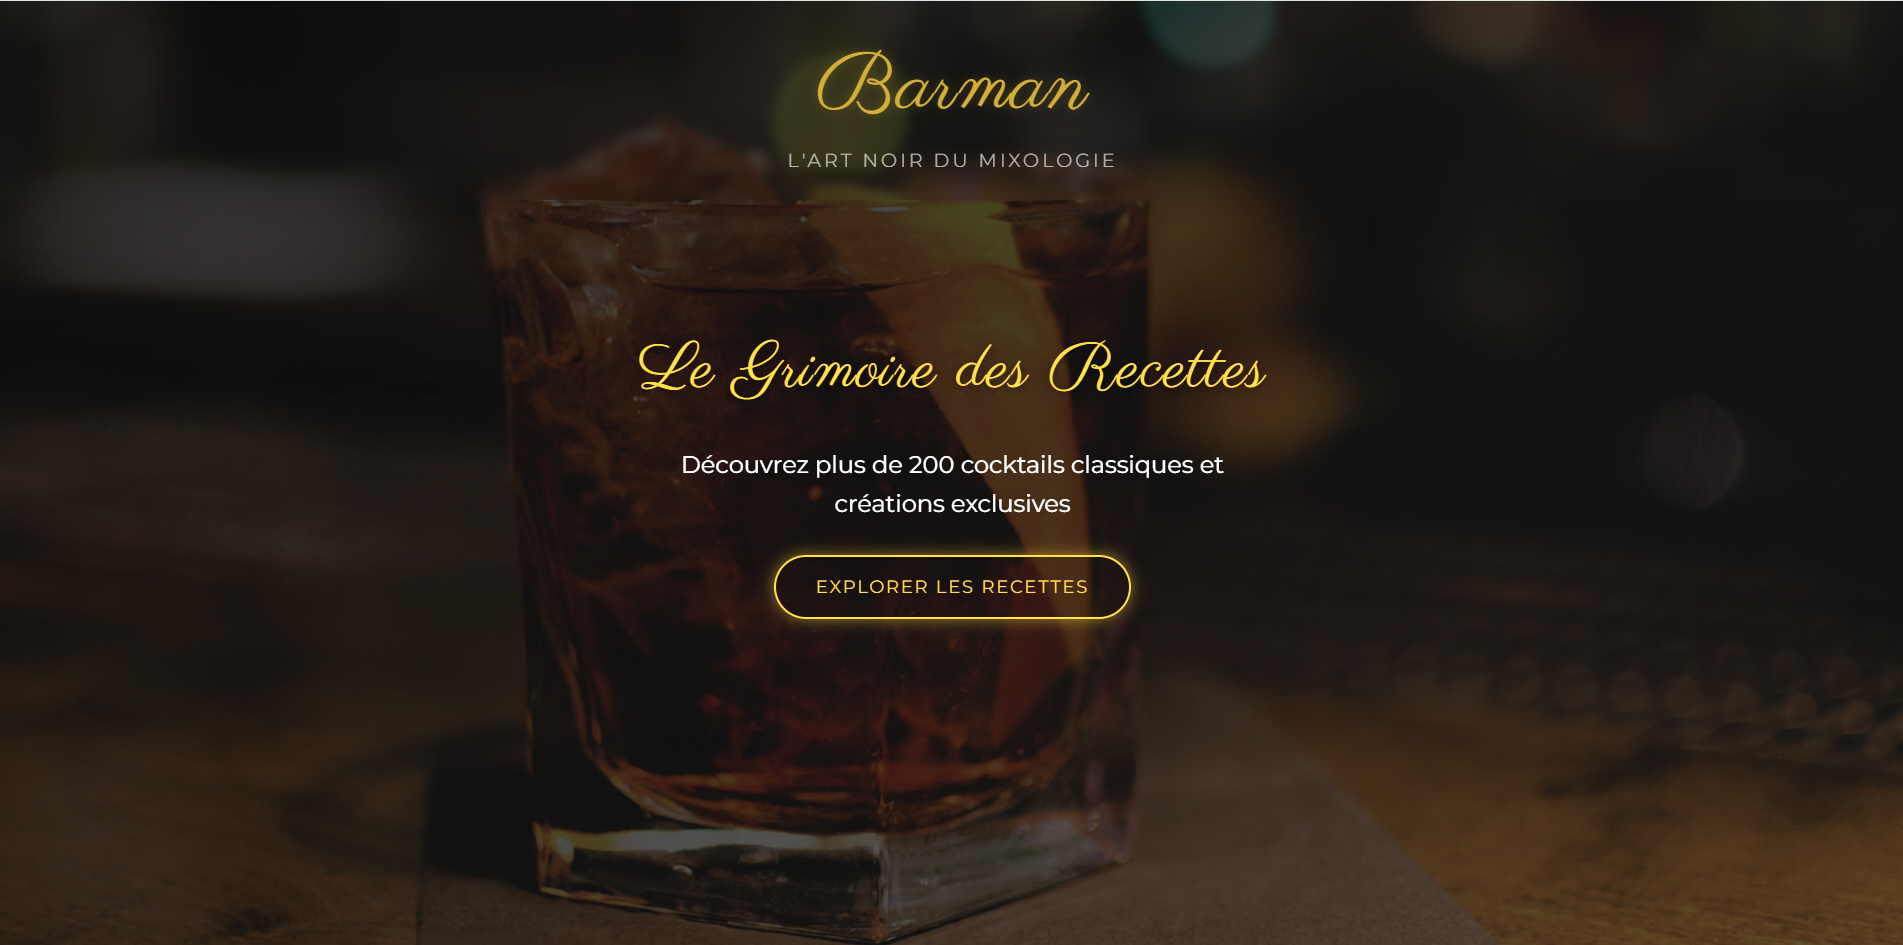 Barman
L'ART NOIR DU MIXOLOGIE
Le Grimoire des Recettes
Découvrez plus de 200 cocktails classiques et
créations exclusives
EXPLORER LES RECETTES